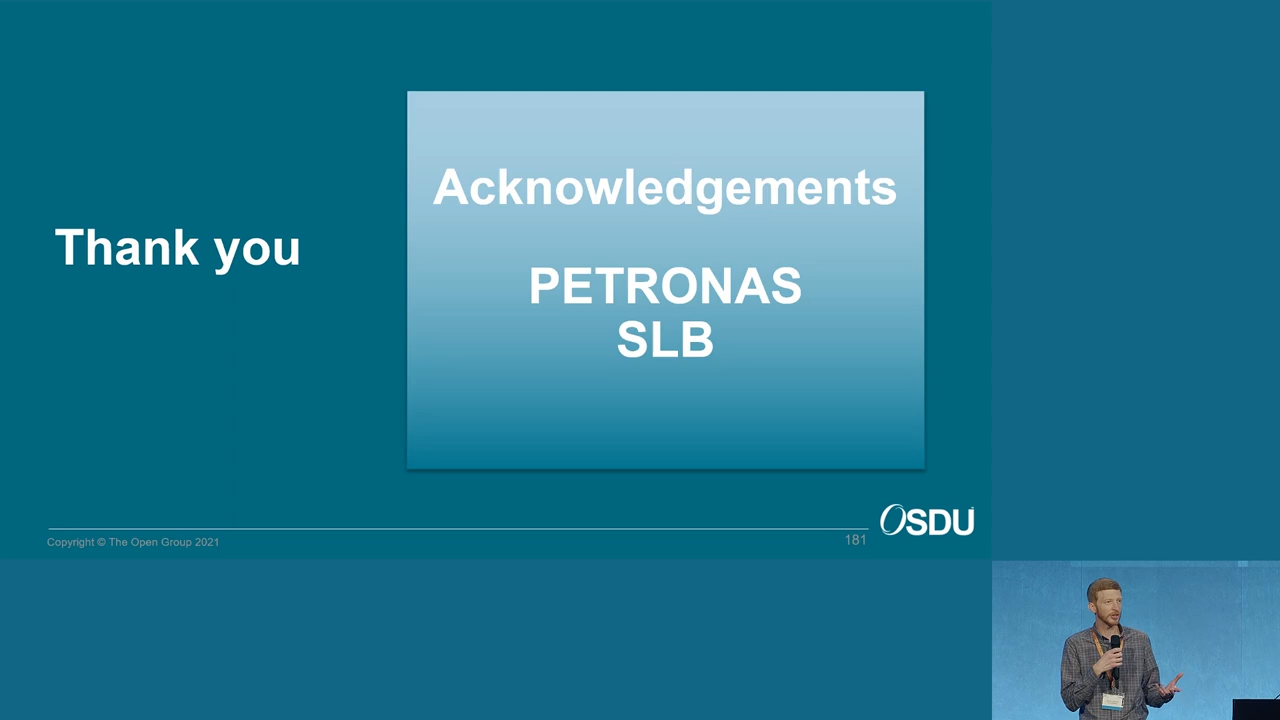 Thank you
Acknowledgements
PETRONAS
SLB
Copyright © The Open Group 2021
181
OSDU